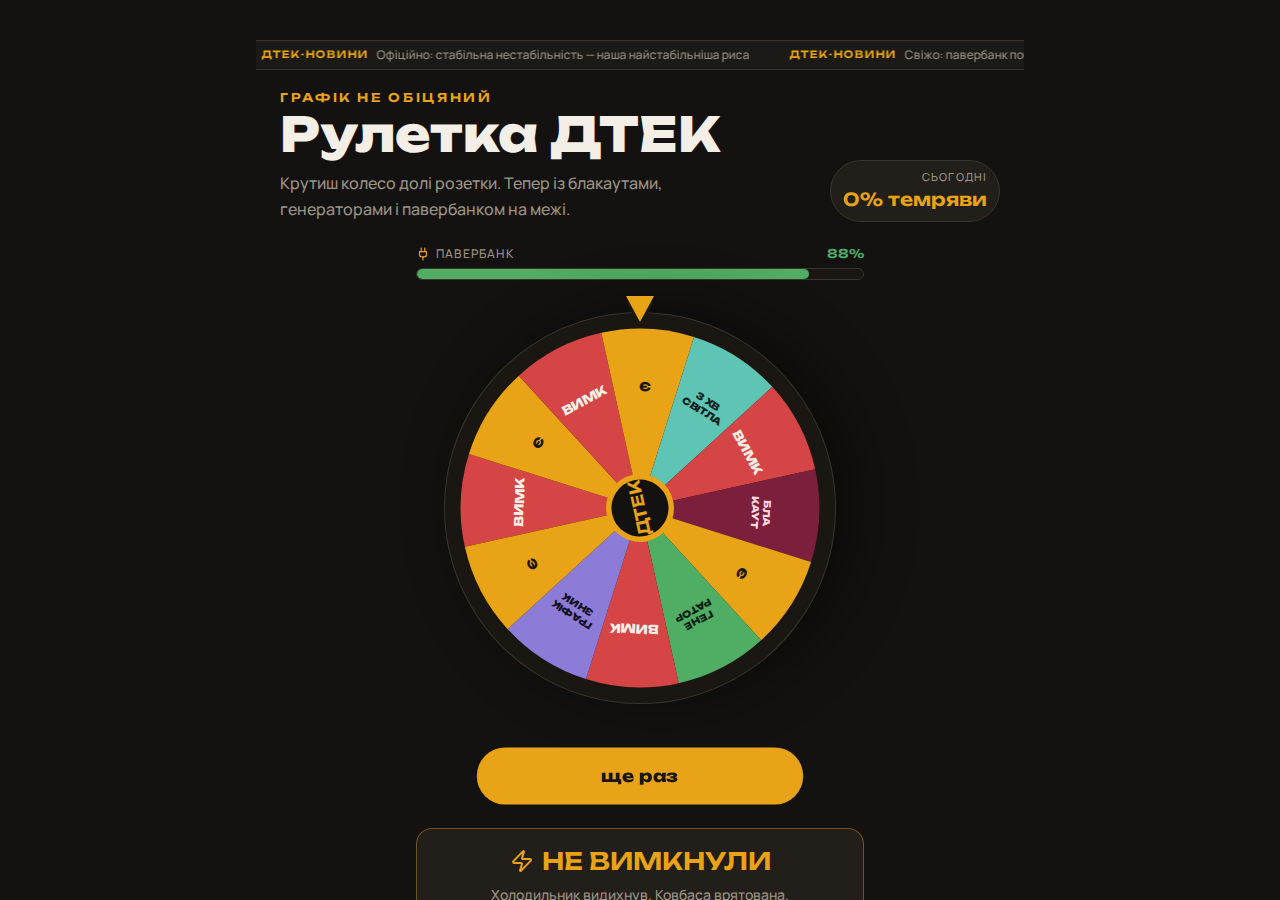 ДТЕК-НОВИНИ Офіційно: стабільна нестабільність — наша найстабільніша риса ДТЕК-НОВИНИ Свіжо: павербанк по
ГРАФІК НЕ ОБІЦЯНИЙ
Рулетка ДТЕК
Крутиш колесо долі розетки. Тепер із блакаутами,
генераторами і павербанком на межі.
СЬОГОДНІ
0% темряви
ПАВЕРБАНК 88%
Є
3 ХВ
СВІТЛА
ВИМК
БЛА
КАУТ
Є
ГЕНЕ
РАТОР
ВИМК
ГРАФІК
ЗНИК
Є
ВИМК
Є
ВИМК
ДТЕК
ще раз
НЕ ВИМКНУЛИ
Холодильник видихнув. Ковбаса врятована.